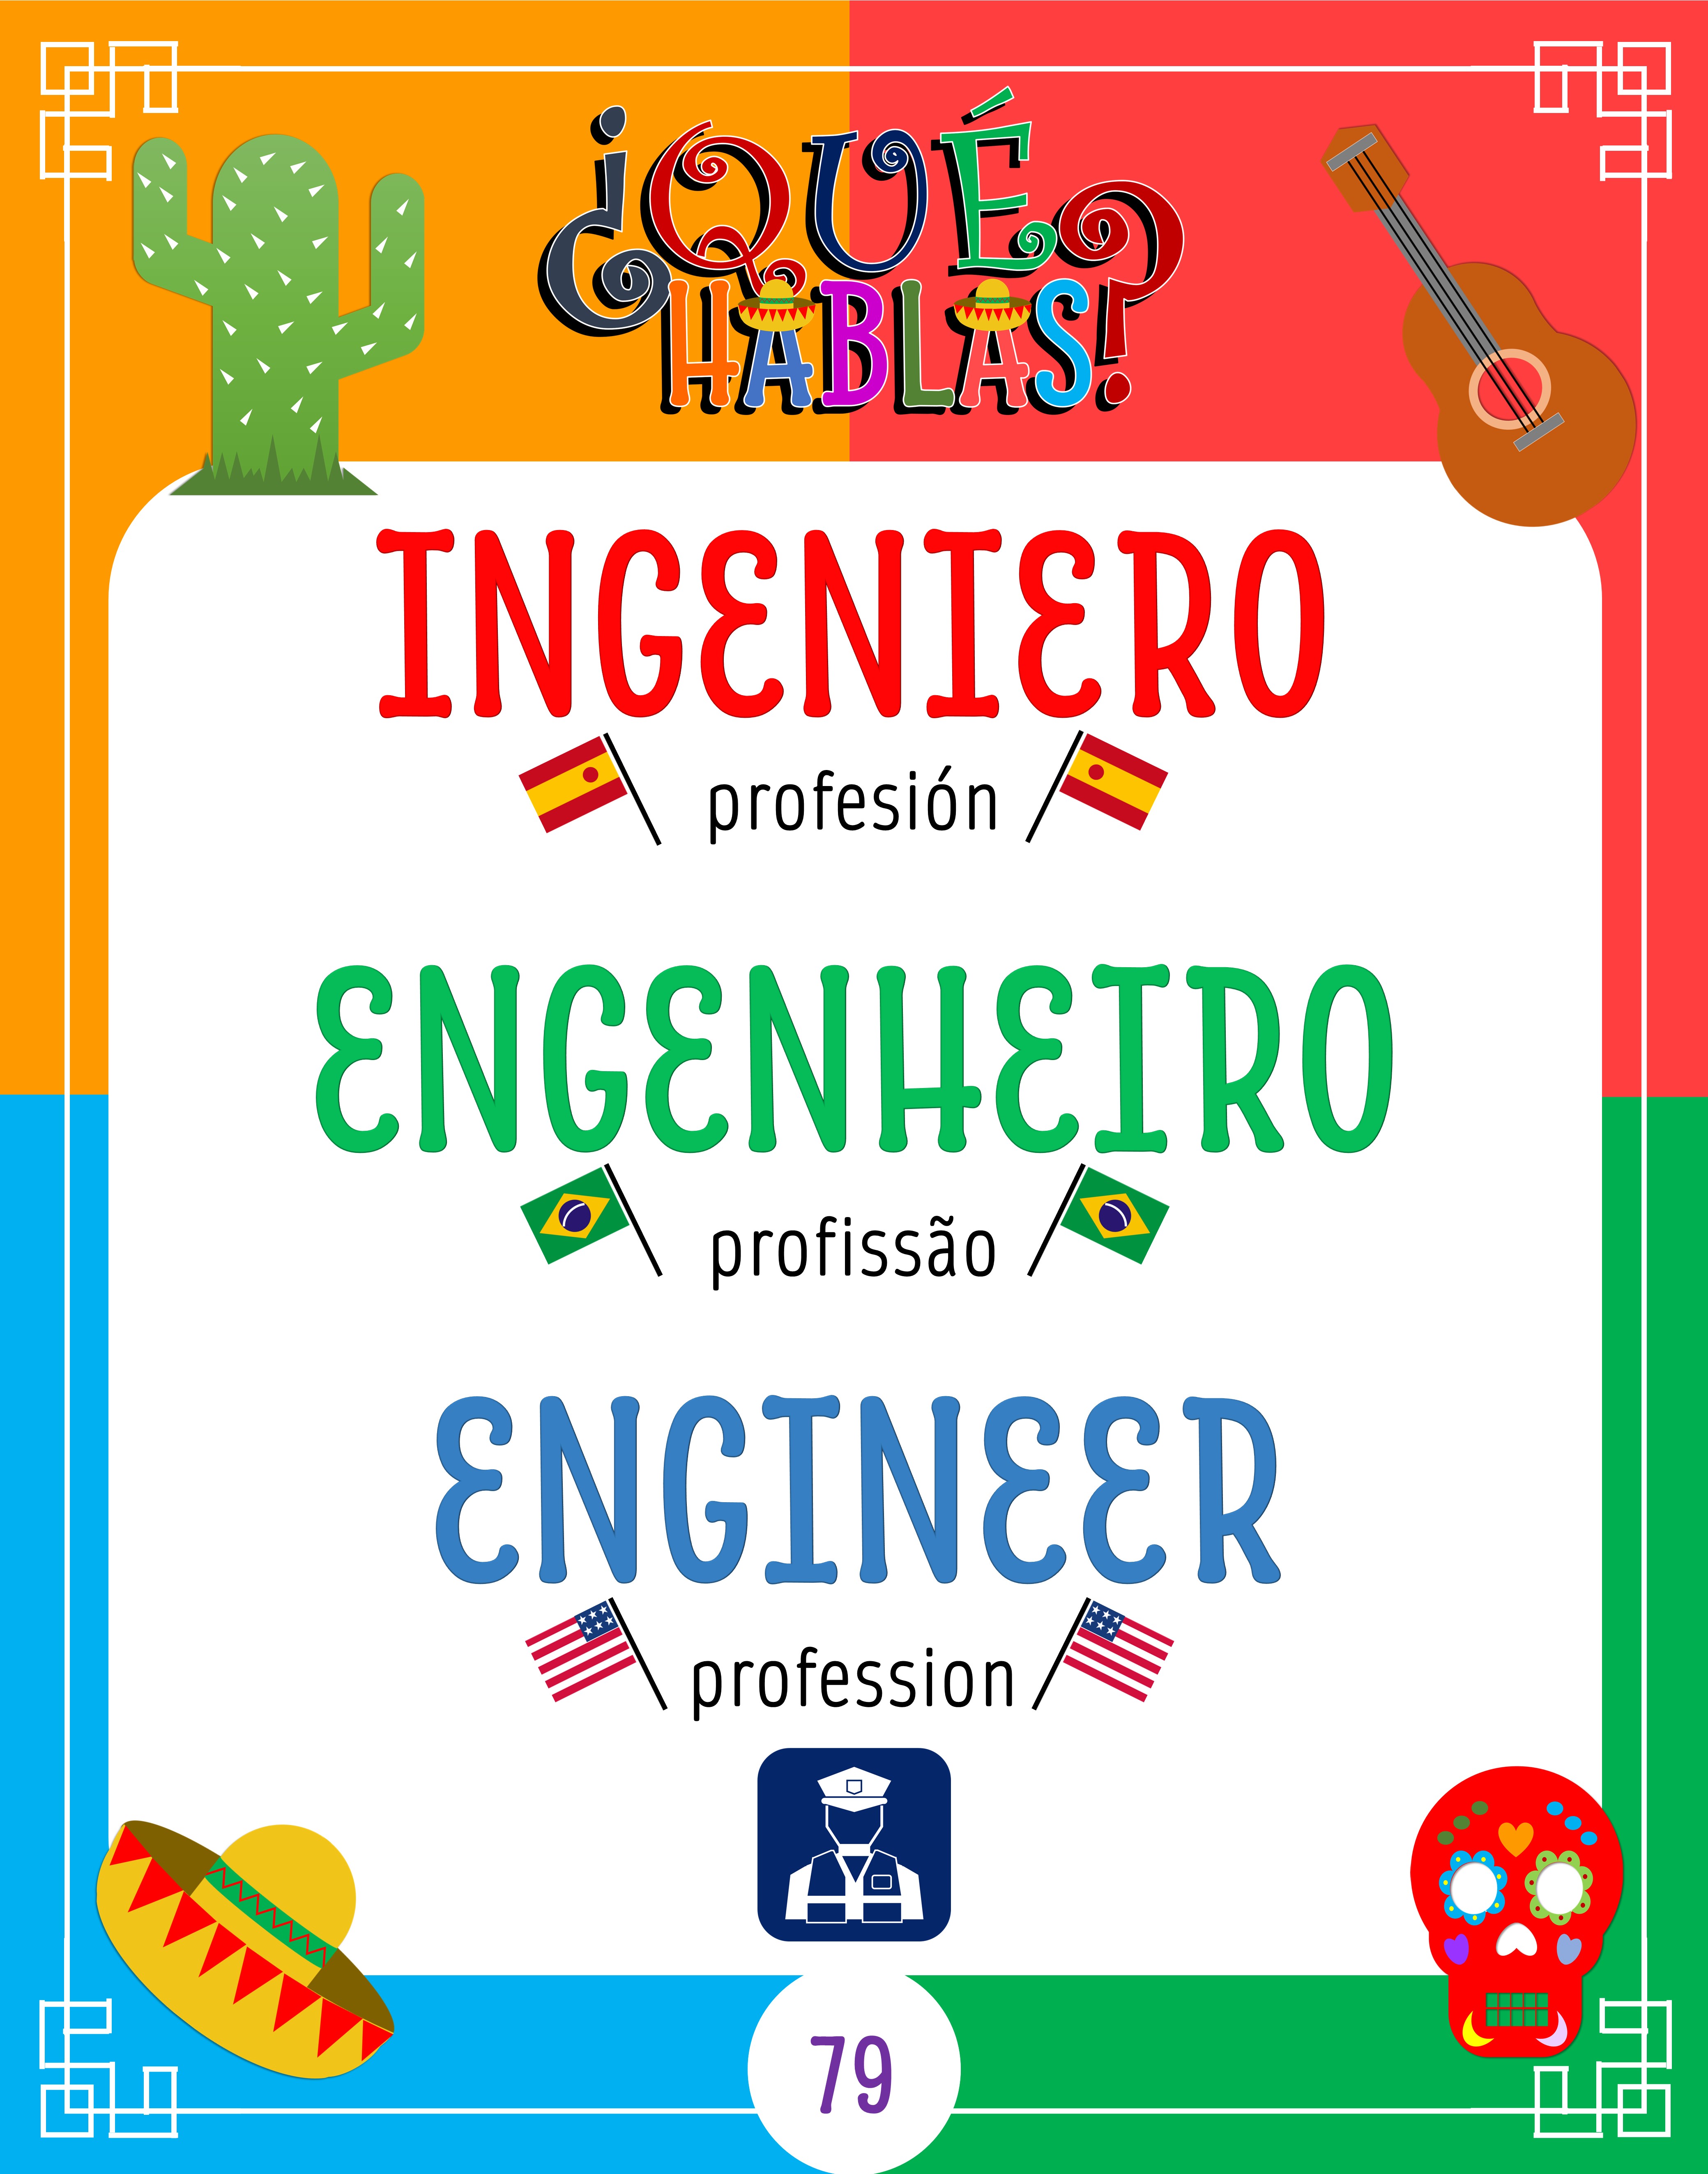 ¿QUÉ?
HABLAS!
INGENIERO
profesión
ENGENHEIRO
profissão
ENGINEER
profession
79